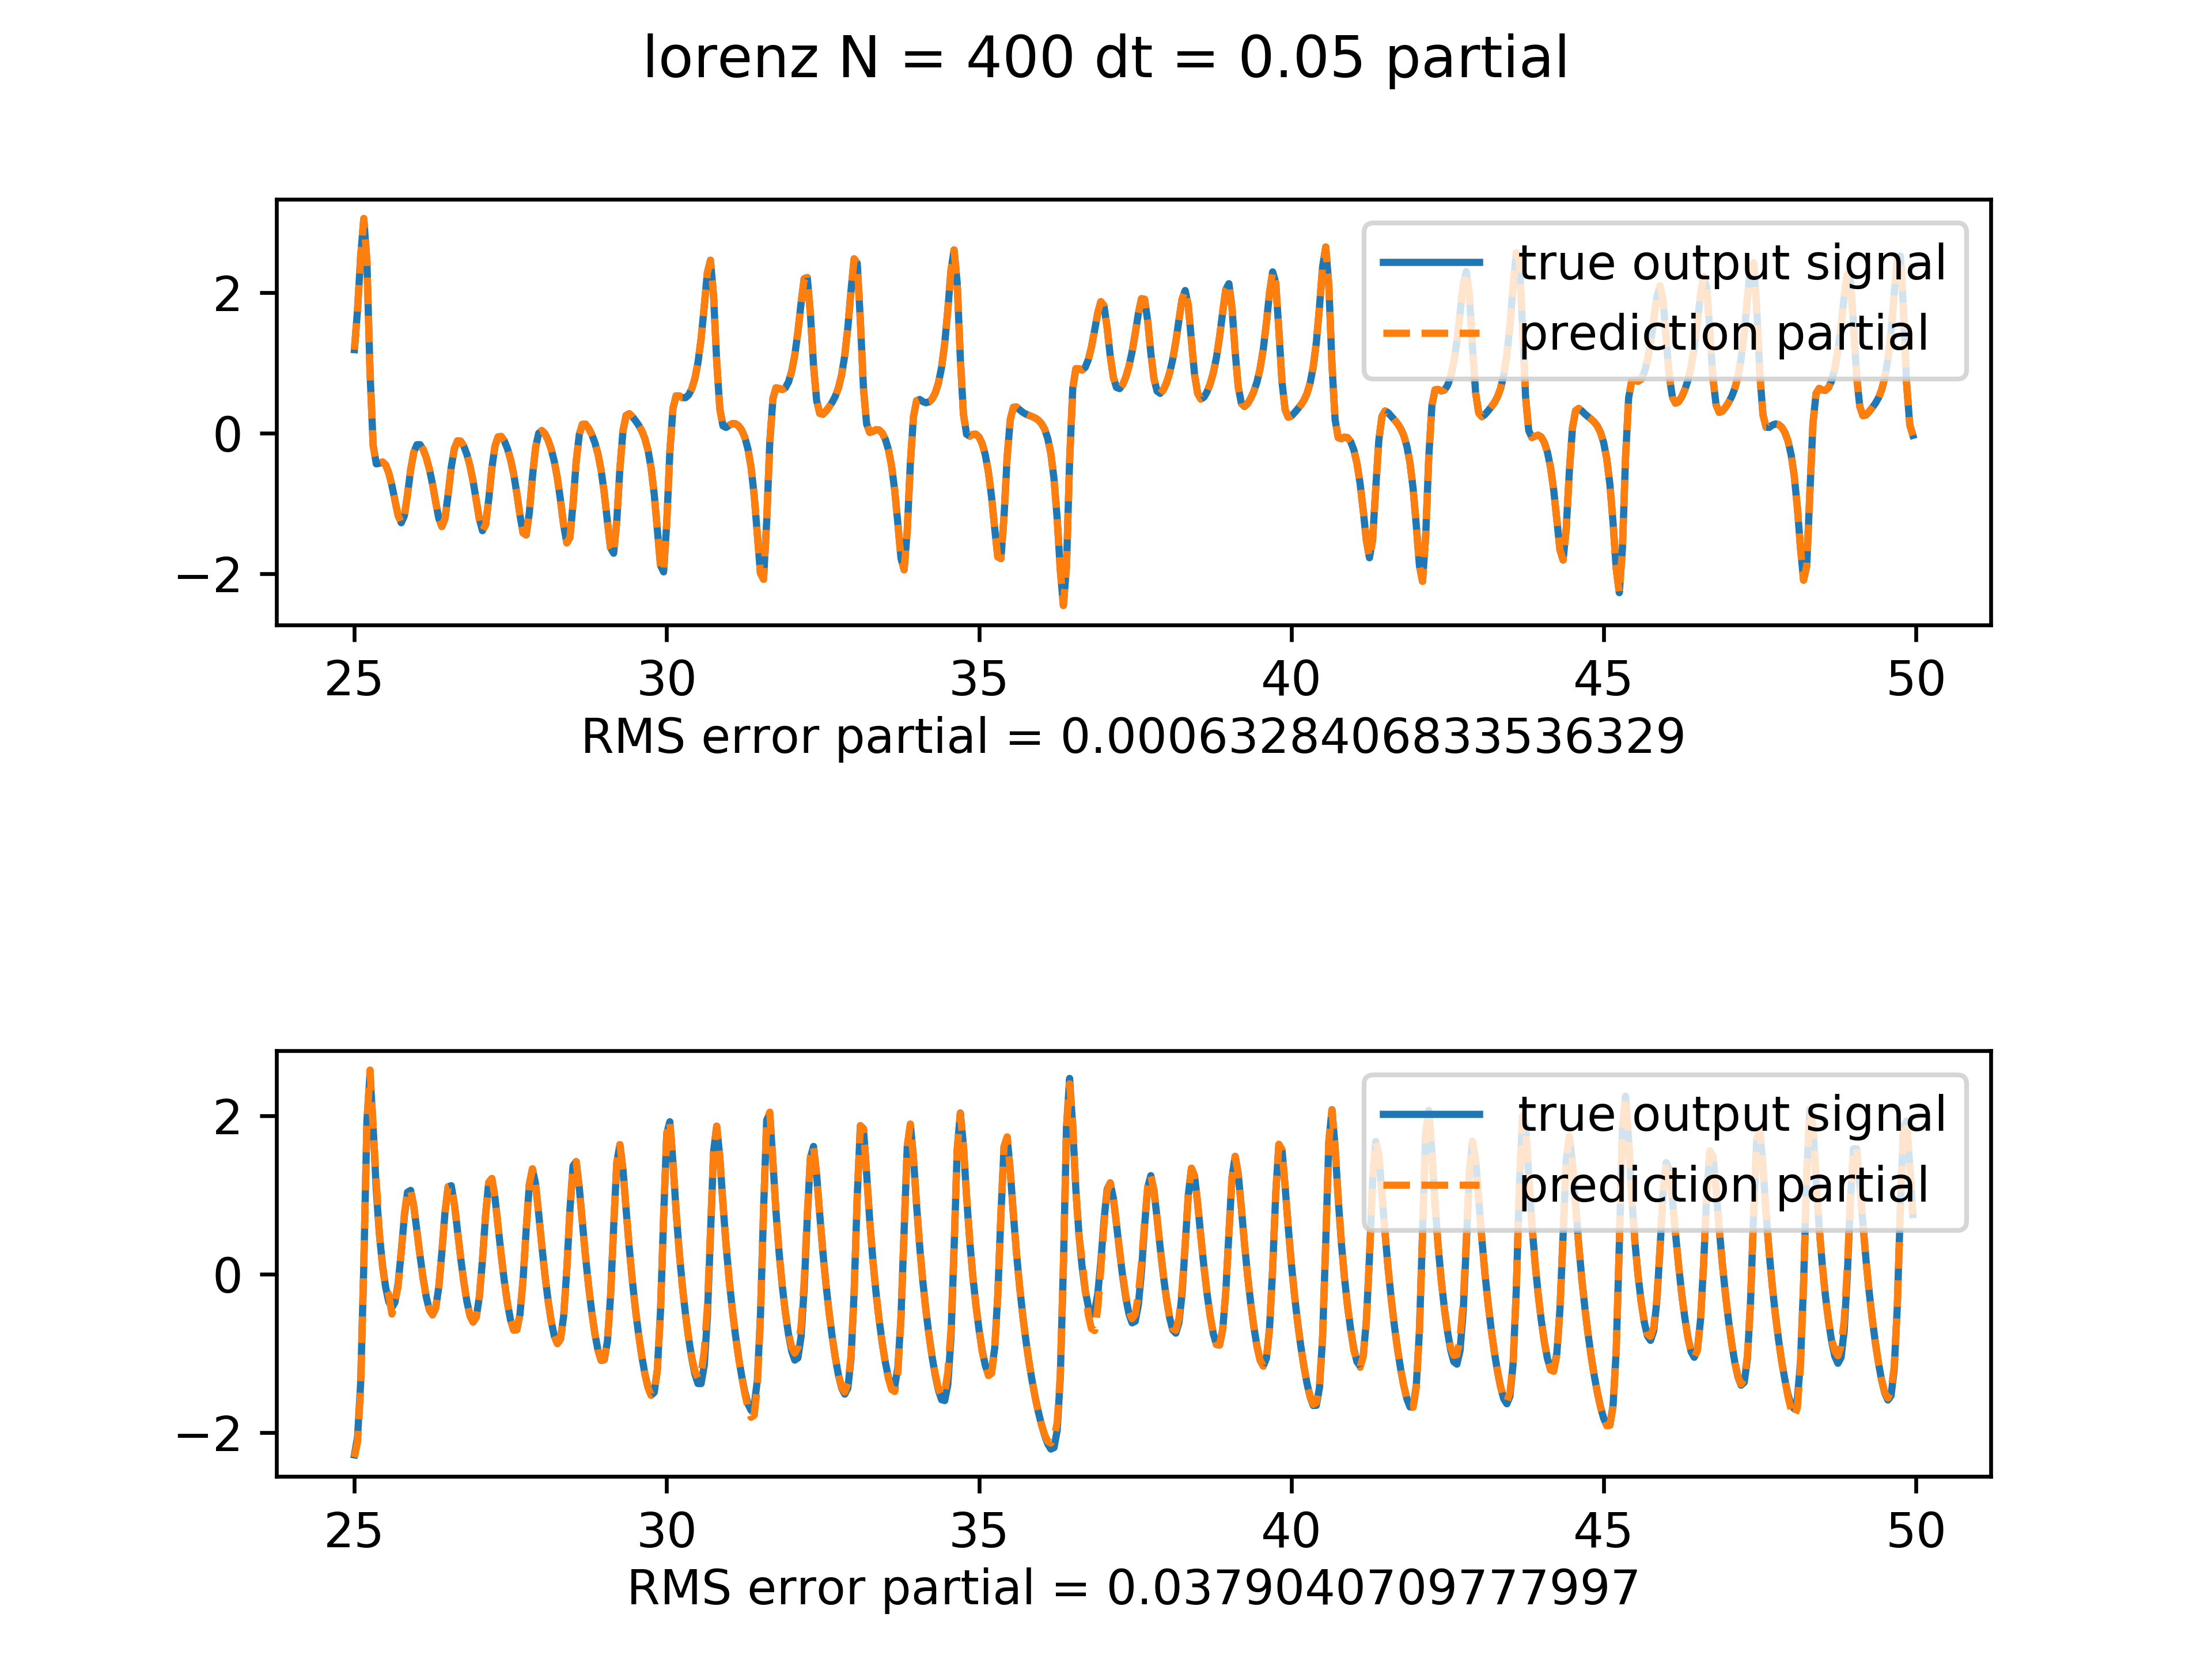 lorenz N = 400 dt = 0.05 partial
true output signal
prediction partial
2
0
−2
25 30 35 40 45 50
RMS error partial = 0.0006328406833536329
true output signal
prediction partial
2
0
−2
25 30 35 40 45 50
RMS error partial = 0.0379040709777997